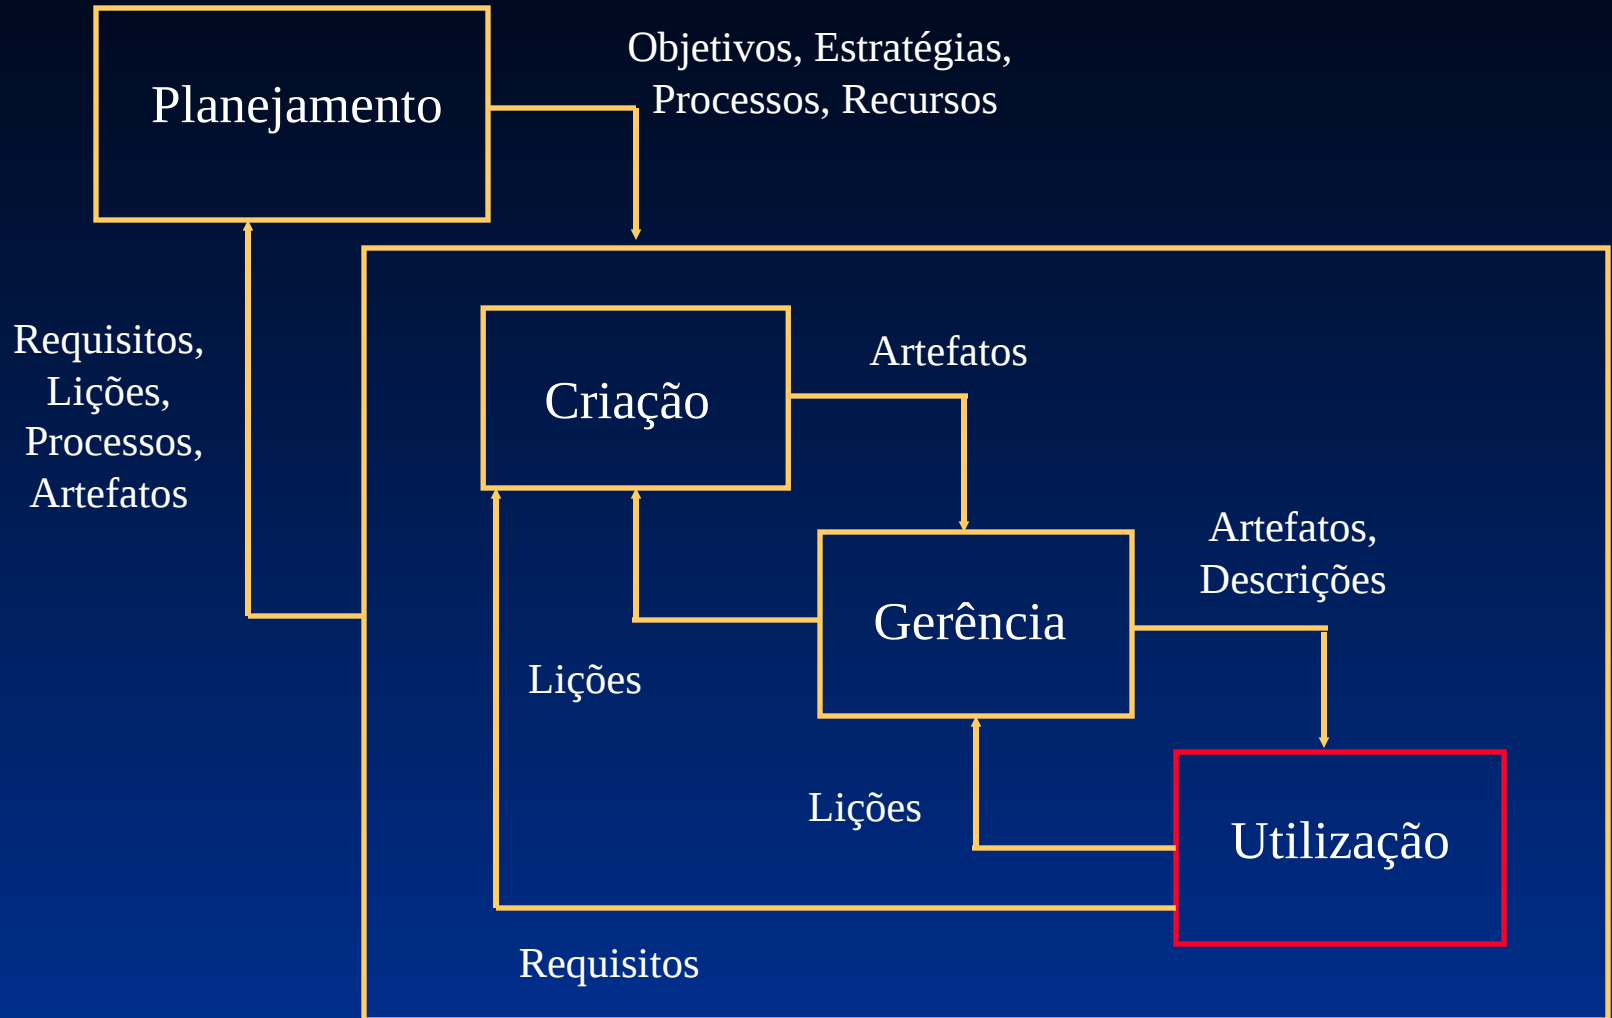 Objetivos, Estratégias,
Processos, Recursos
Planejamento
Requisitos,
Lições,
Processos,
Artefatos
Criação
Artefatos
Artefatos,
Descrições
Gerência
Lições
Lições
Utilização
Requisitos